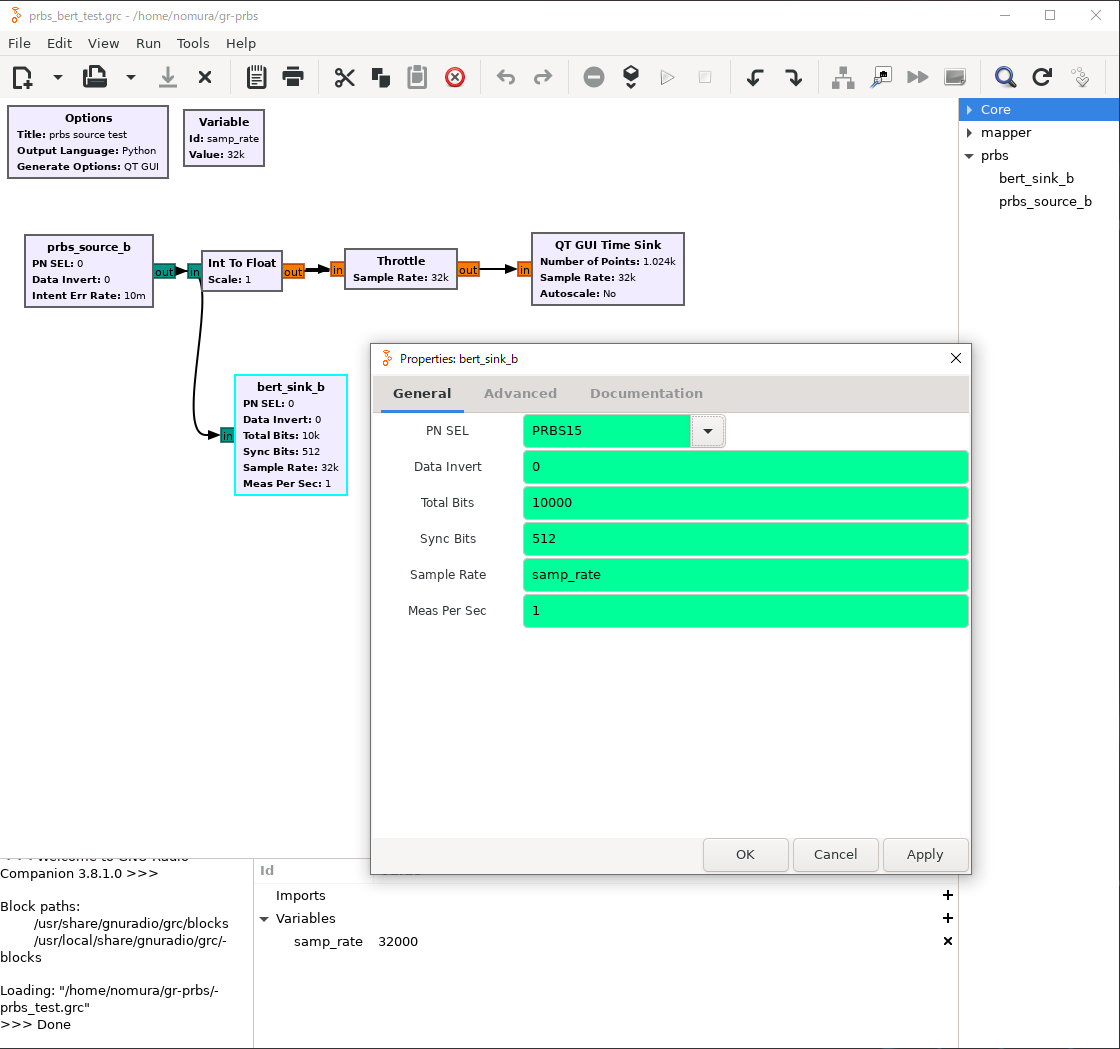 prbs_bert_test.grc - /home/nomura/gr-prbs
File Edit View Run Tools Help
Options
Title: prbs source test
Output Language: Python
Generate Options: QT GUI
Variable
Id: samp_rate
Value: 32k
prbs_source_b
PN SEL: 0
Data Invert: 0
Intent Err Rate: 10m
out
in
Int To Float
Scale: 1
out
in
Throttle
Sample Rate: 32k
out
in
QT GUI Time Sink
Number of Points: 1.024k
Sample Rate: 32k
Autoscale: No
in
bert_sink_b
PN SEL: 0
Data Invert: 0
Total Bits: 10k
Sync Bits: 512
Sample Rate: 32k
Meas Per Sec: 1
Core
mapper
prbs
bert_sink_b
prbs_source_b
Properties: bert_sink_b
General Advanced Documentation
PN SEL PRBS15
Data Invert 0
Total Bits 10000
Sync Bits 512
Sample Rate samp_rate
Meas Per Sec 1
OK Cancel Apply
Welcome to GNU Radio
Companion 3.8.1.0 >>>
Block paths:
/usr/share/gnuradio/grc/blocks
/usr/local/share/gnuradio/grc/-
blocks
Loading: "/home/nomura/gr-prbs/-
prbs_test.grc"
>>> Done
Id
Imports
Variables
samp_rate 32000